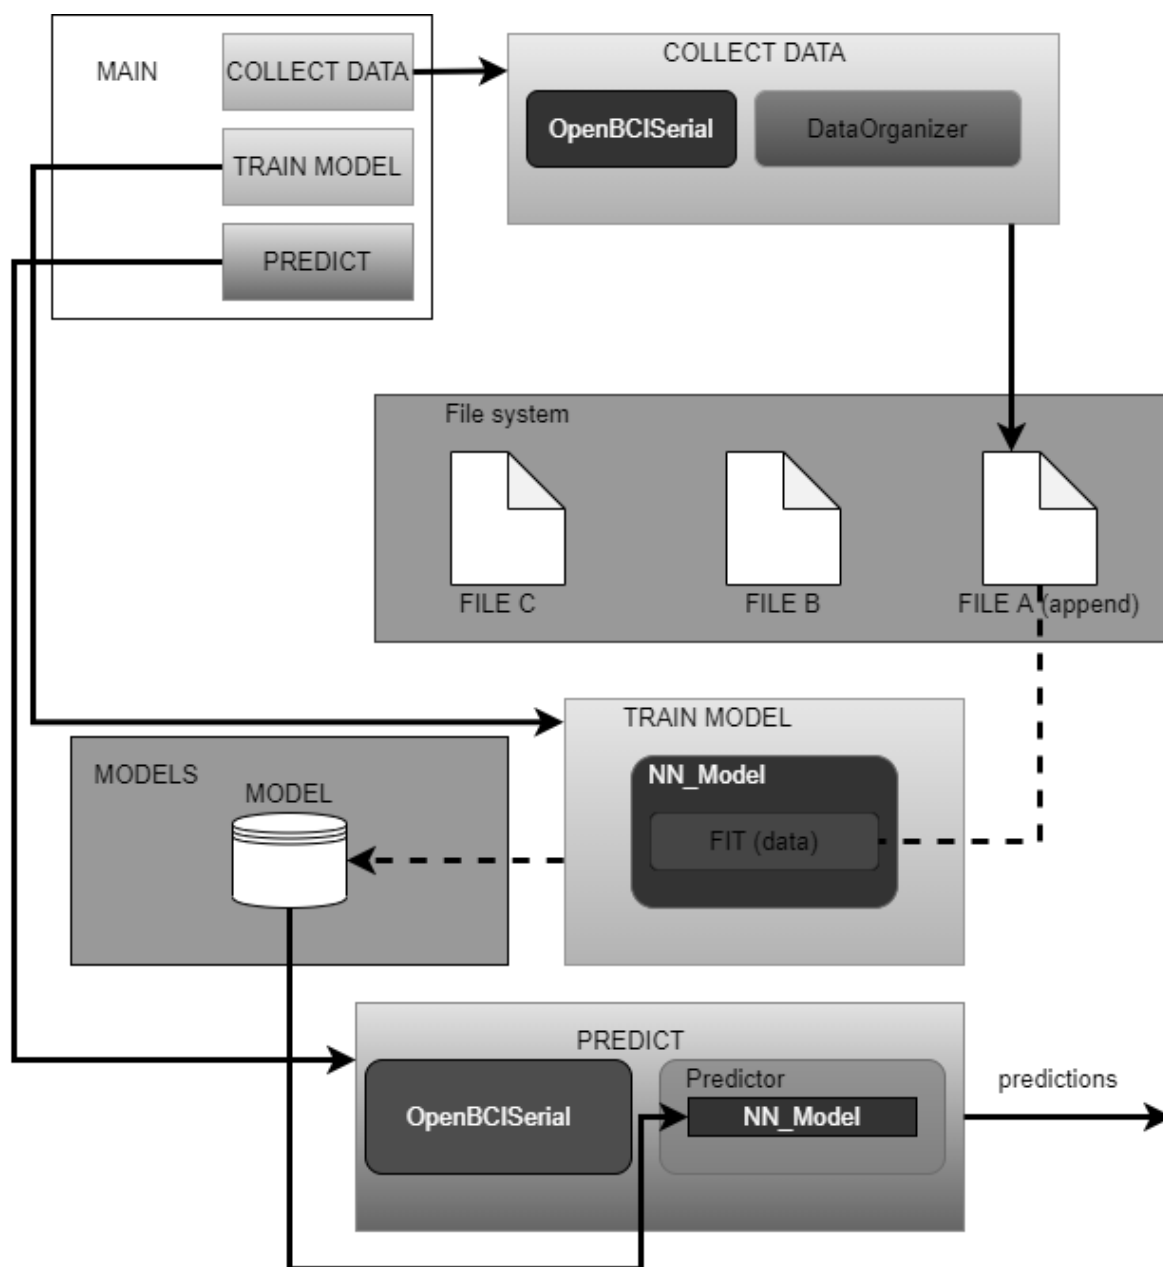 MAIN
COLLECT DATA
TRAIN MODEL
PREDICT
COLLECT DATA
OpenBCISerial
DataOrganizer
File system
FILE C
FILE B
FILE A (append)
TRAIN MODEL
NN_Model
FIT (data)
MODELS
MODEL
PREDICT
OpenBCISerial
Predictor
NN_Model
predictions